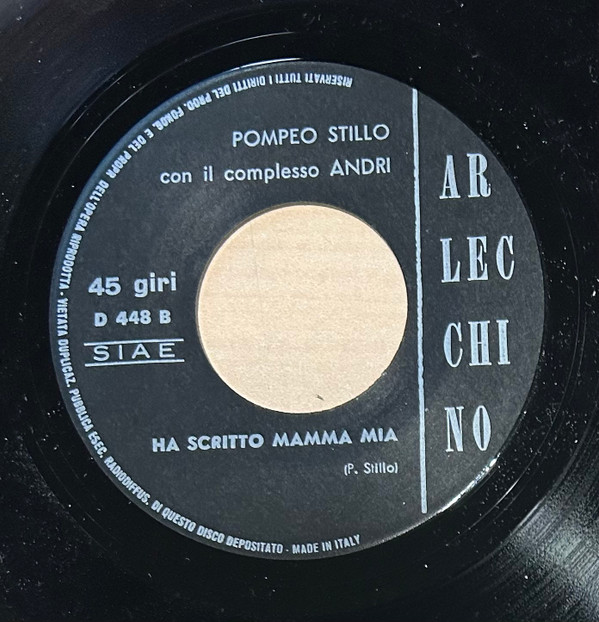 POMPEO STILLO
con il complesso ANDRI
45 giri
D 448 B
SIAE
HA SCRITTO MAMMA MIA
(P. Stillo)
AR
LEC
CHI
NO
RISERVATI TUTTI I DIRITTI DEL PROD. FONOG. E DEL PROPR. DELL'OPERA RIPRODOTTA - VIETATA DUPLICAZ. PUBBLICA ESEC. RADIODIFFUS. DI QUESTO DISCO DEPOSITATO - MADE IN ITALY